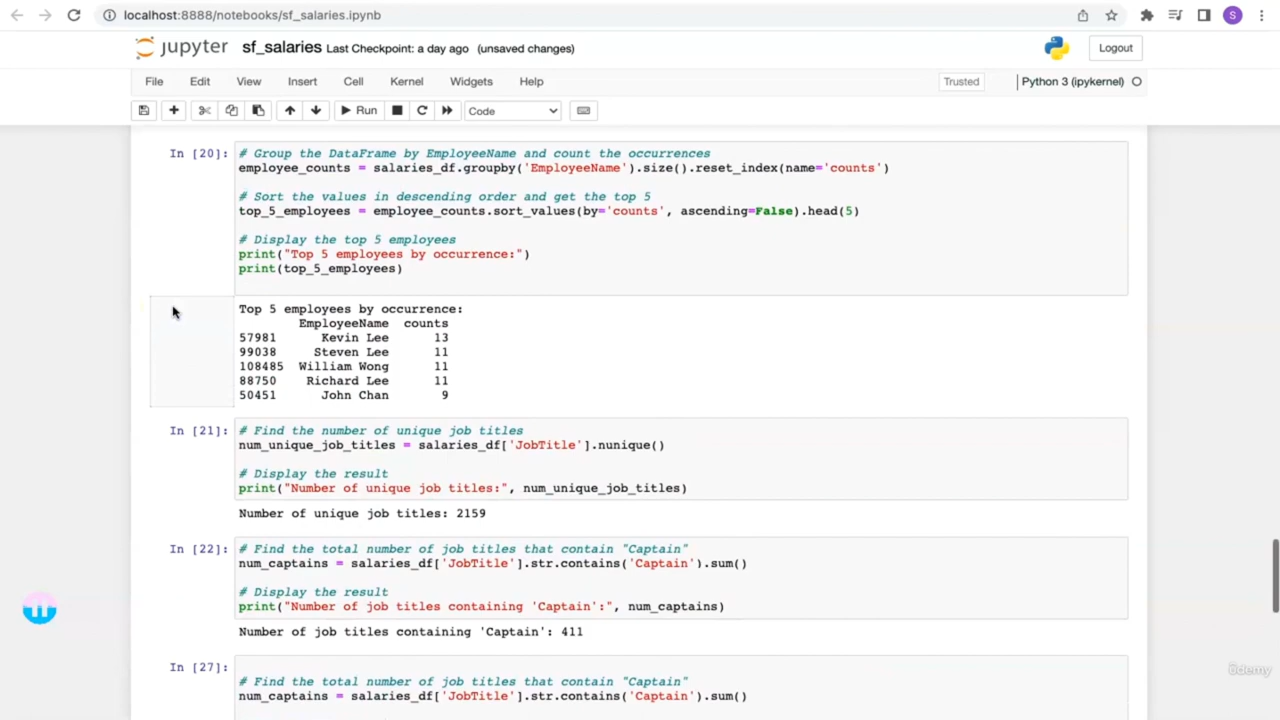 localhost:8888/notebooks/sf_salaries.ipynb
S
jupyter sf_salaries Last Checkpoint: a day ago (unsaved changes)
Logout
File Edit View Insert Cell Kernel Widgets Help
Trusted
Python 3 (ipykernel)
Run
Code
In [20]:
# Group the DataFrame by EmployeeName and count the occurrences
employee_counts = salaries_df.groupby('EmployeeName').size().reset_index(name='counts')
# Sort the values in descending order and get the top 5
top_5_employees = employee_counts.sort_values(by='counts', ascending=False).head(5)
# Display the top 5 employees
print("Top 5 employees by occurrence:")
print(top_5_employees)
Top 5 employees by occurrence:
EmployeeName counts
57981 Kevin Lee 13
99038 Steven Lee 11
108485 William Wong 11
88750 Richard Lee 11
50451 John Chan 9
In [21]:
# Find the number of unique job titles
num_unique_job_titles = salaries_df['JobTitle'].nunique()
# Display the result
print("Number of unique job titles:", num_unique_job_titles)
Number of unique job titles: 2159
In [22]:
# Find the total number of job titles that contain "Captain"
num_captains = salaries_df['JobTitle'].str.contains('Captain').sum()
# Display the result
print("Number of job titles containing 'Captain':", num_captains)
Number of job titles containing 'Captain': 411
In [27]:
# Find the total number of job titles that contain "Captain"
num_captains = salaries_df['JobTitle'].str.contains('Captain').sum()
ûdemy